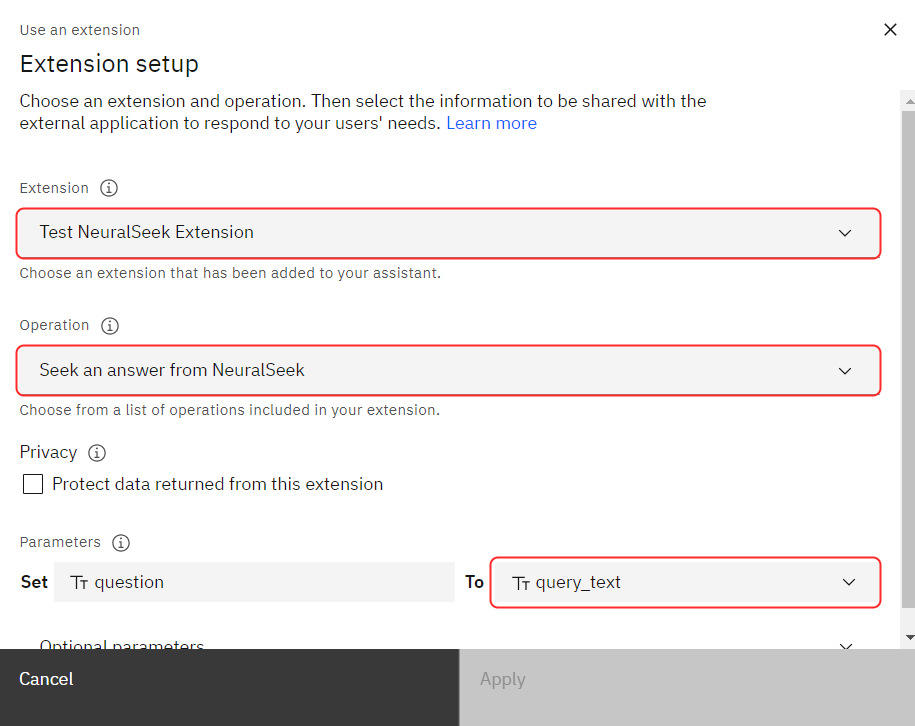 Use an extension
Extension setup
Choose an extension and operation. Then select the information to be shared with the
external application to respond to your users' needs. Learn more
Extension
Test NeuralSeek Extension
Choose an extension that has been added to your assistant.
Operation
Seek an answer from NeuralSeek
Choose from a list of operations included in your extension.
Privacy
Protect data returned from this extension
Parameters
Set question To query_text
Optional parameters
Cancel Apply